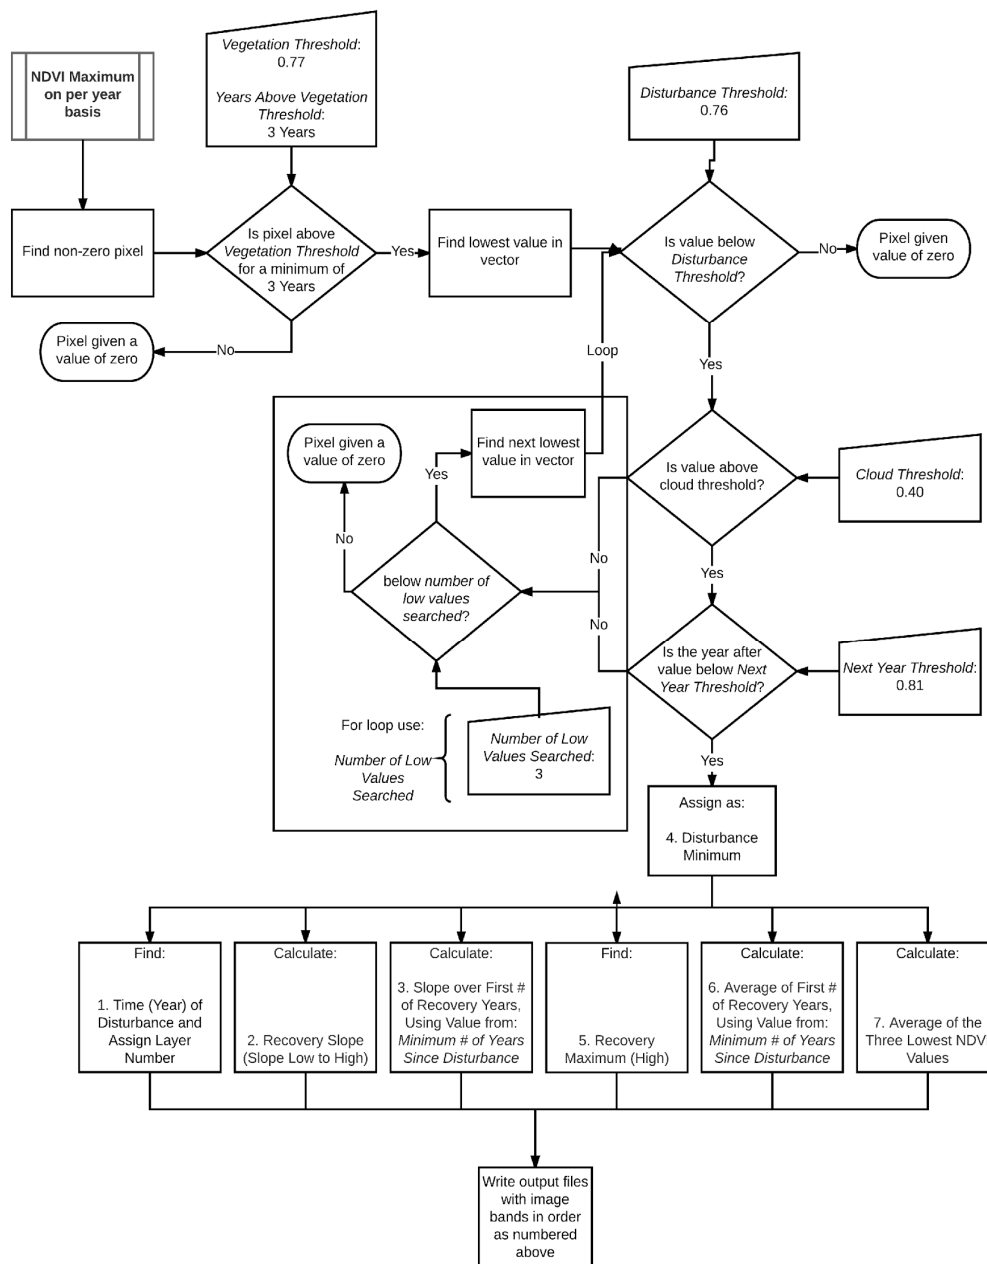 NDVI Maximum
on per year
basis
Vegetation Threshold:
0.77
Years Above Vegetation
Threshold:
3 Years
Disturbance Threshold:
0.76
Find non-zero pixel
Is pixel above
Vegetation Threshold
for a minimum of
3 Years
Yes
Find lowest value in
vector
Is value below
Disturbance
Threshold?
No
Pixel given
value of zero
Pixel given a
value of zero
No
Loop
Yes
Pixel given a
value of zero
Yes
Find next lowest
value in vector
Is value above
cloud threshold?
Cloud Threshold:
0.40
No
No
Yes
below number of
low values
searched?
No
Is the year after
value below Next
Year Threshold?
Next Year Threshold:
0.81
For loop use:
Number of Low
Values
Searched
Number of Low
Values Searched:
3
Yes
Assign as:
4. Disturbance
Minimum
Find:
1. Time (Year) of
Disturbance and
Assign Layer
Number
Calculate:
2. Recovery Slope
(Slope Low to High)
Calculate:
3. Slope over First #
of Recovery Years,
Using Value from:
Minimum # of Years
Since Disturbance
Find:
5. Recovery
Maximum (High)
Calculate:
6. Average of First #
of Recovery Years,
Using Value from:
Minimum # of Years
Since Disturbance
Calculate:
7. Average of the
Three Lowest NDV
Values
Write output files
with image
bands in order
as numbered
above